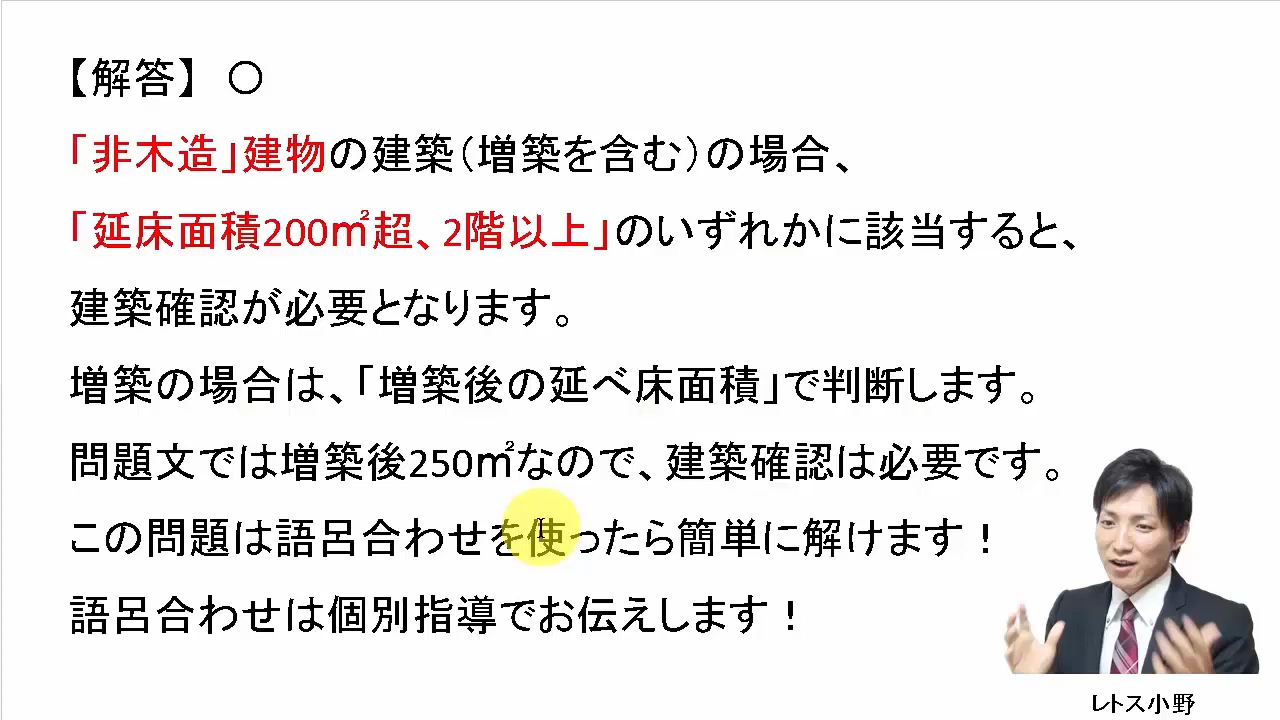 【解答】 ○
「非木造」建物の建築(増築を含む)の場合、
「延床面積200㎡超、2階以上」のいずれかに該当すると、
建築確認が必要となります。
増築の場合は、「増築後の延べ床面積」で判断します。
問題文では増築後250㎡なので、建築確認は必要です。
この問題は語呂合わせを使ったら簡単に解けます！
語呂合わせは個別指導でお伝えします！
レトス小野